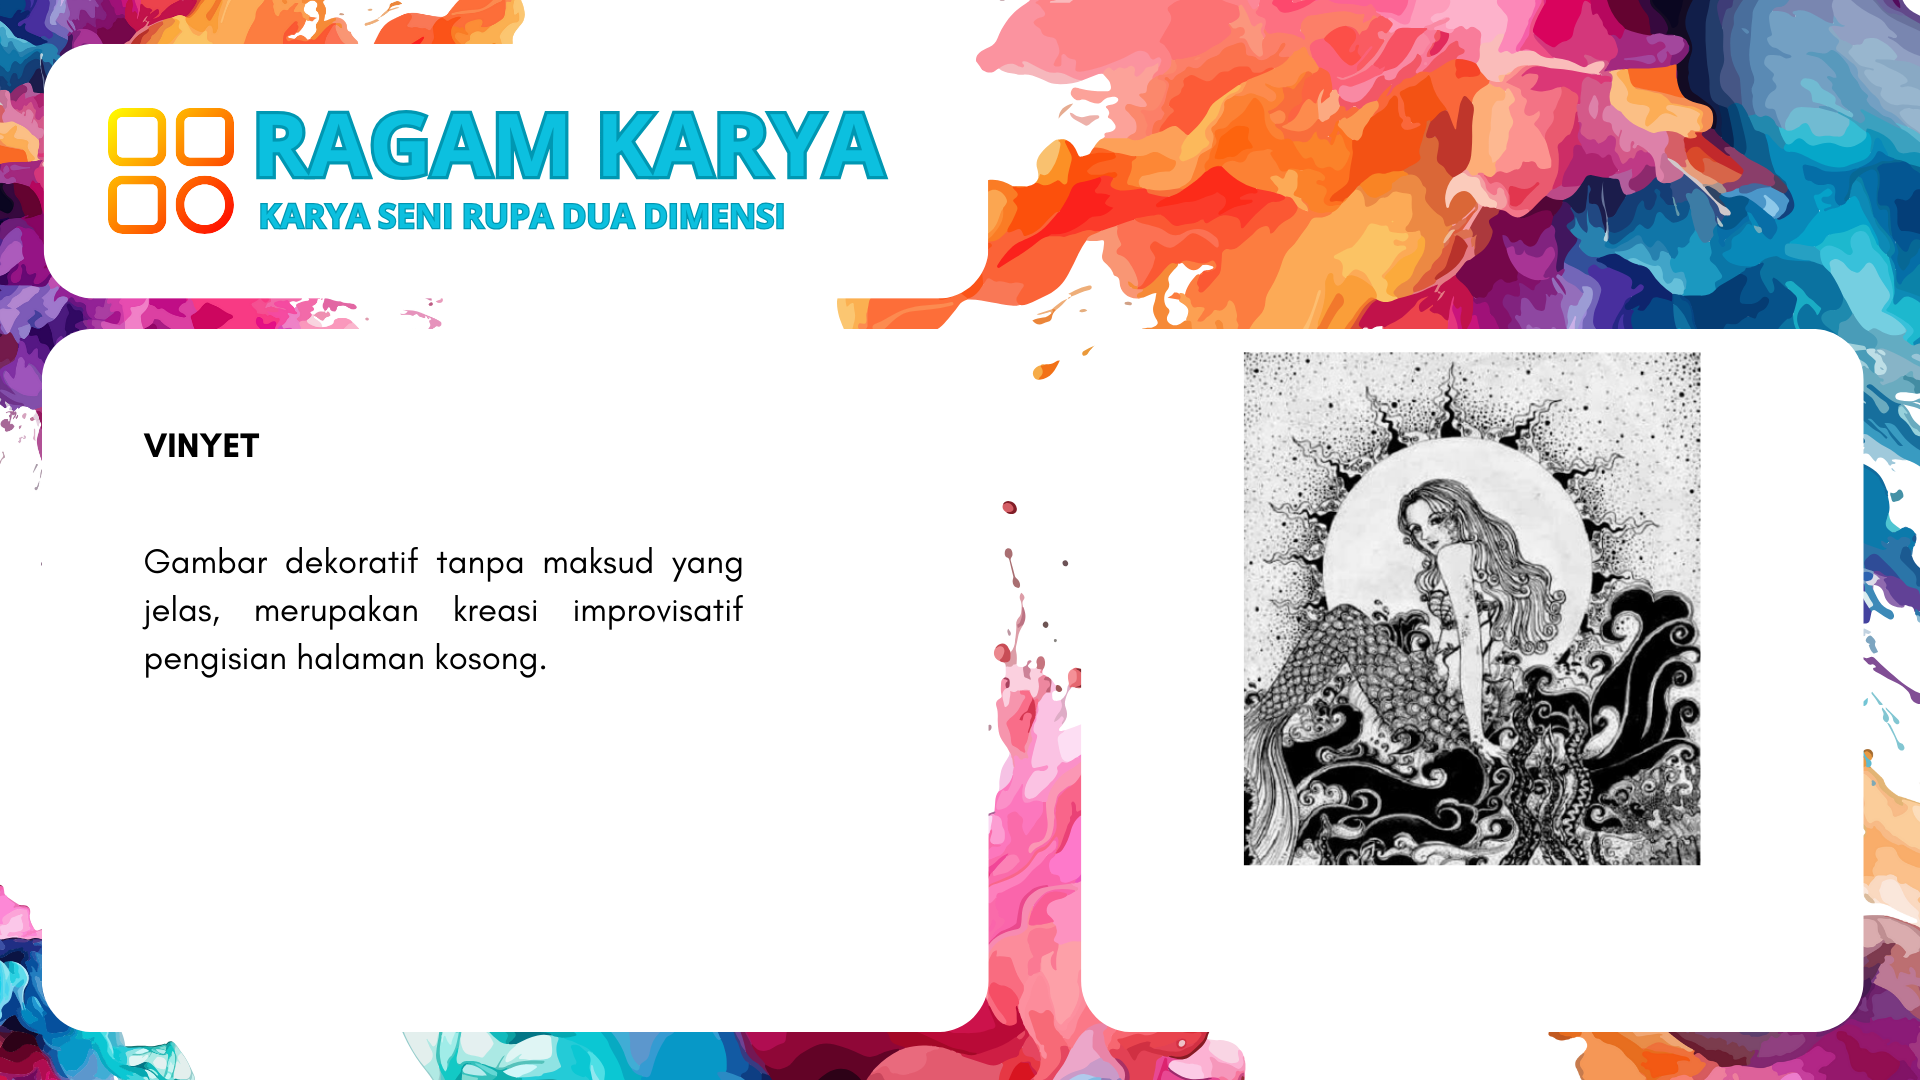 RAGAM KARYA
KARYA SENI RUPA DUA DIMENSI
VINYET
Gambar dekoratif tanpa maksud yang
jelas, merupakan kreasi improvisatif
pengisian halaman kosong.